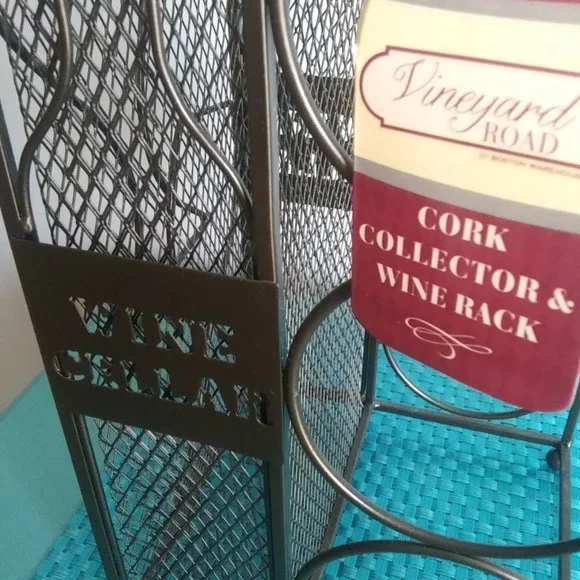 Vineyard
ROAD
CORK
COLLECTOR &
WINE RACK
WINE
CELLAR